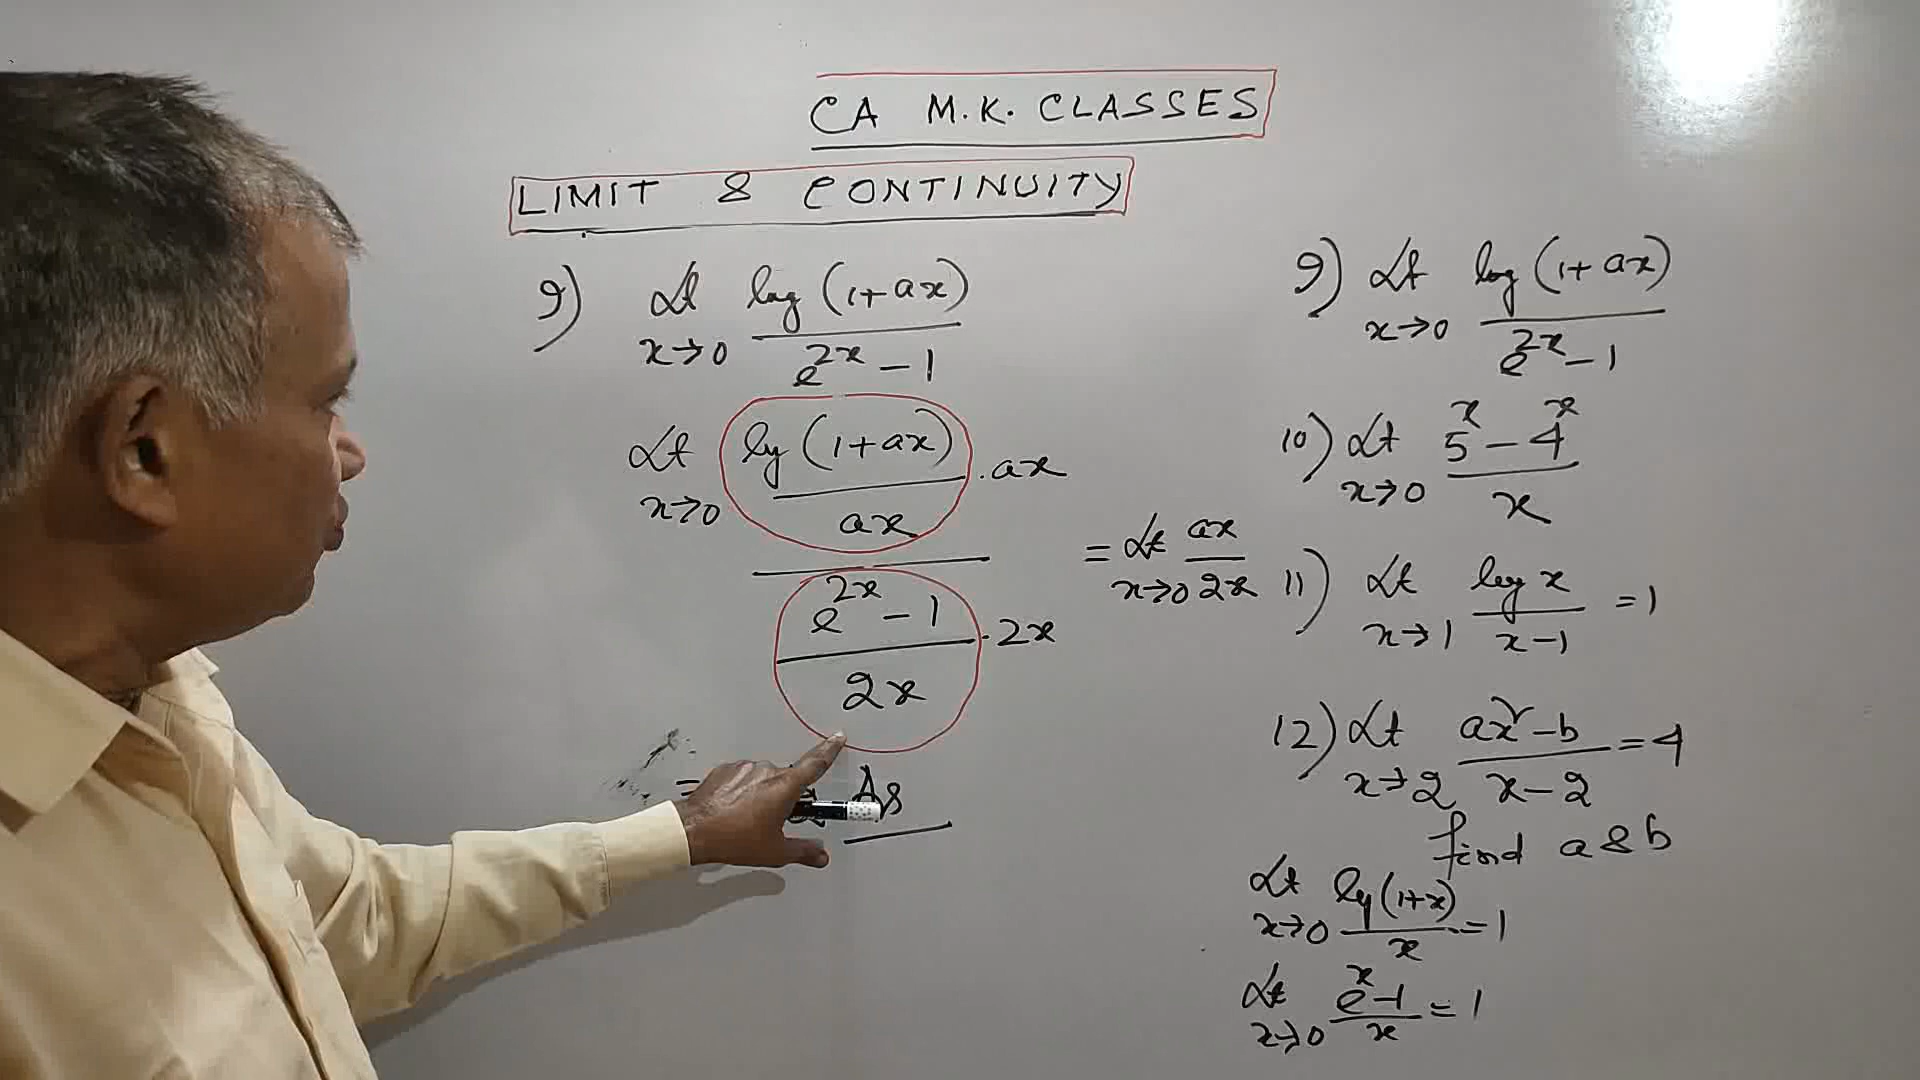 CA M.K. CLASSES
LIMIT & CONTINUITY
9) Lt x→0 log (1+ax) / e^2x - 1
Lt x→0 log (1+ax) / ax . ax
e^2x - 1 / 2x . 2x
= Lt x→0 ax / 2x
=
As
9) Lt x→0 log (1+ax) / e^2x - 1
10) Lt x→0 5^x - 4^x / x
11) Lt x→1 log x / x-1 = 1
12) Lt x→2 ax² - b / x-2 = 4
find a & b
Lt x→0 log (1+x) / x = 1
Lt x→0 e^x - 1 / x = 1